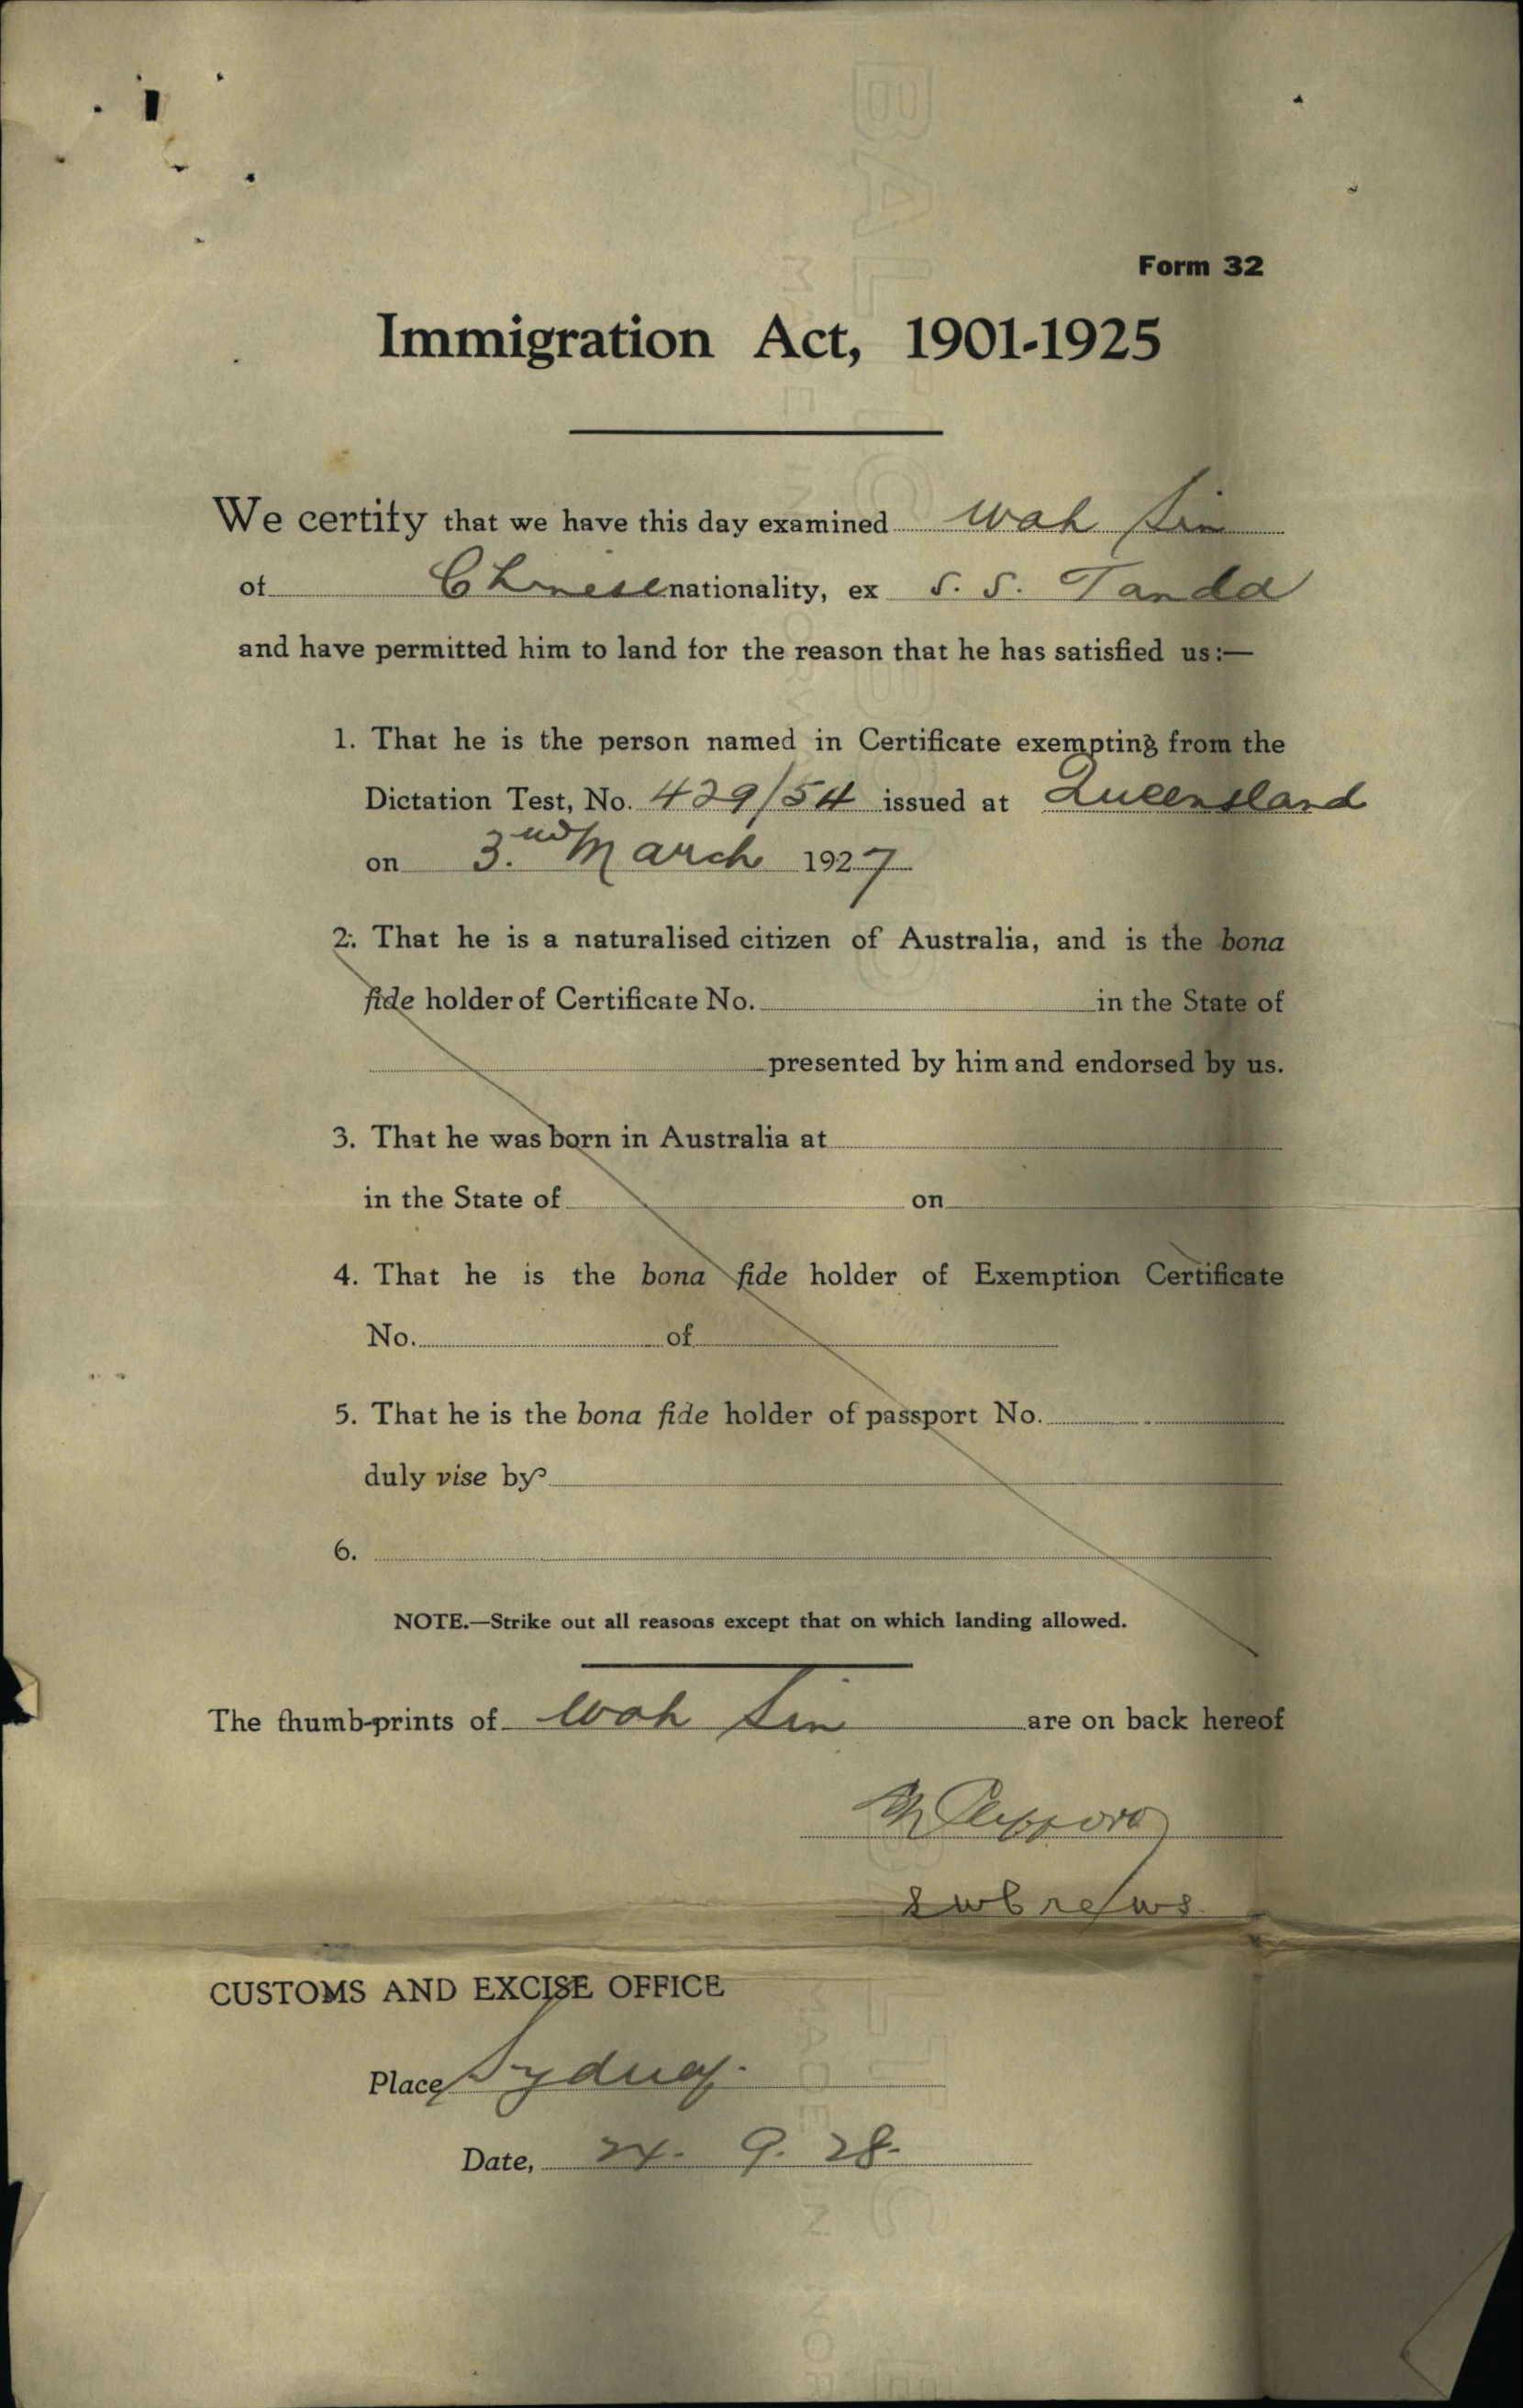 Form 32
Immigration Act, 1901-1925
We certify that we have this day examined Wah Sin
of Chinese nationality, ex S. S. Tanda
and have permitted him to land for the reason that he has satisfied us:—
1. That he is the person named in Certificate exempting from the
Dictation Test, No. 429/54 issued at Queensland
on 3.nd March 1927
2. That he is a naturalised citizen of Australia, and is the bona
fide holder of Certificate No. in the State of
presented by him and endorsed by us.
3. That he was born in Australia at
in the State of on
4. That he is the bona fide holder of Exemption Certificate
No. of
5. That he is the bona fide holder of passport No.
duly vise by
6.
NOTE.—Strike out all reasons except that on which landing allowed.
The thumb-prints of Wah Sin are on back hereof
CUSTOMS AND EXCISE OFFICE
Place Sydney.
Date, 24. 9. 28.